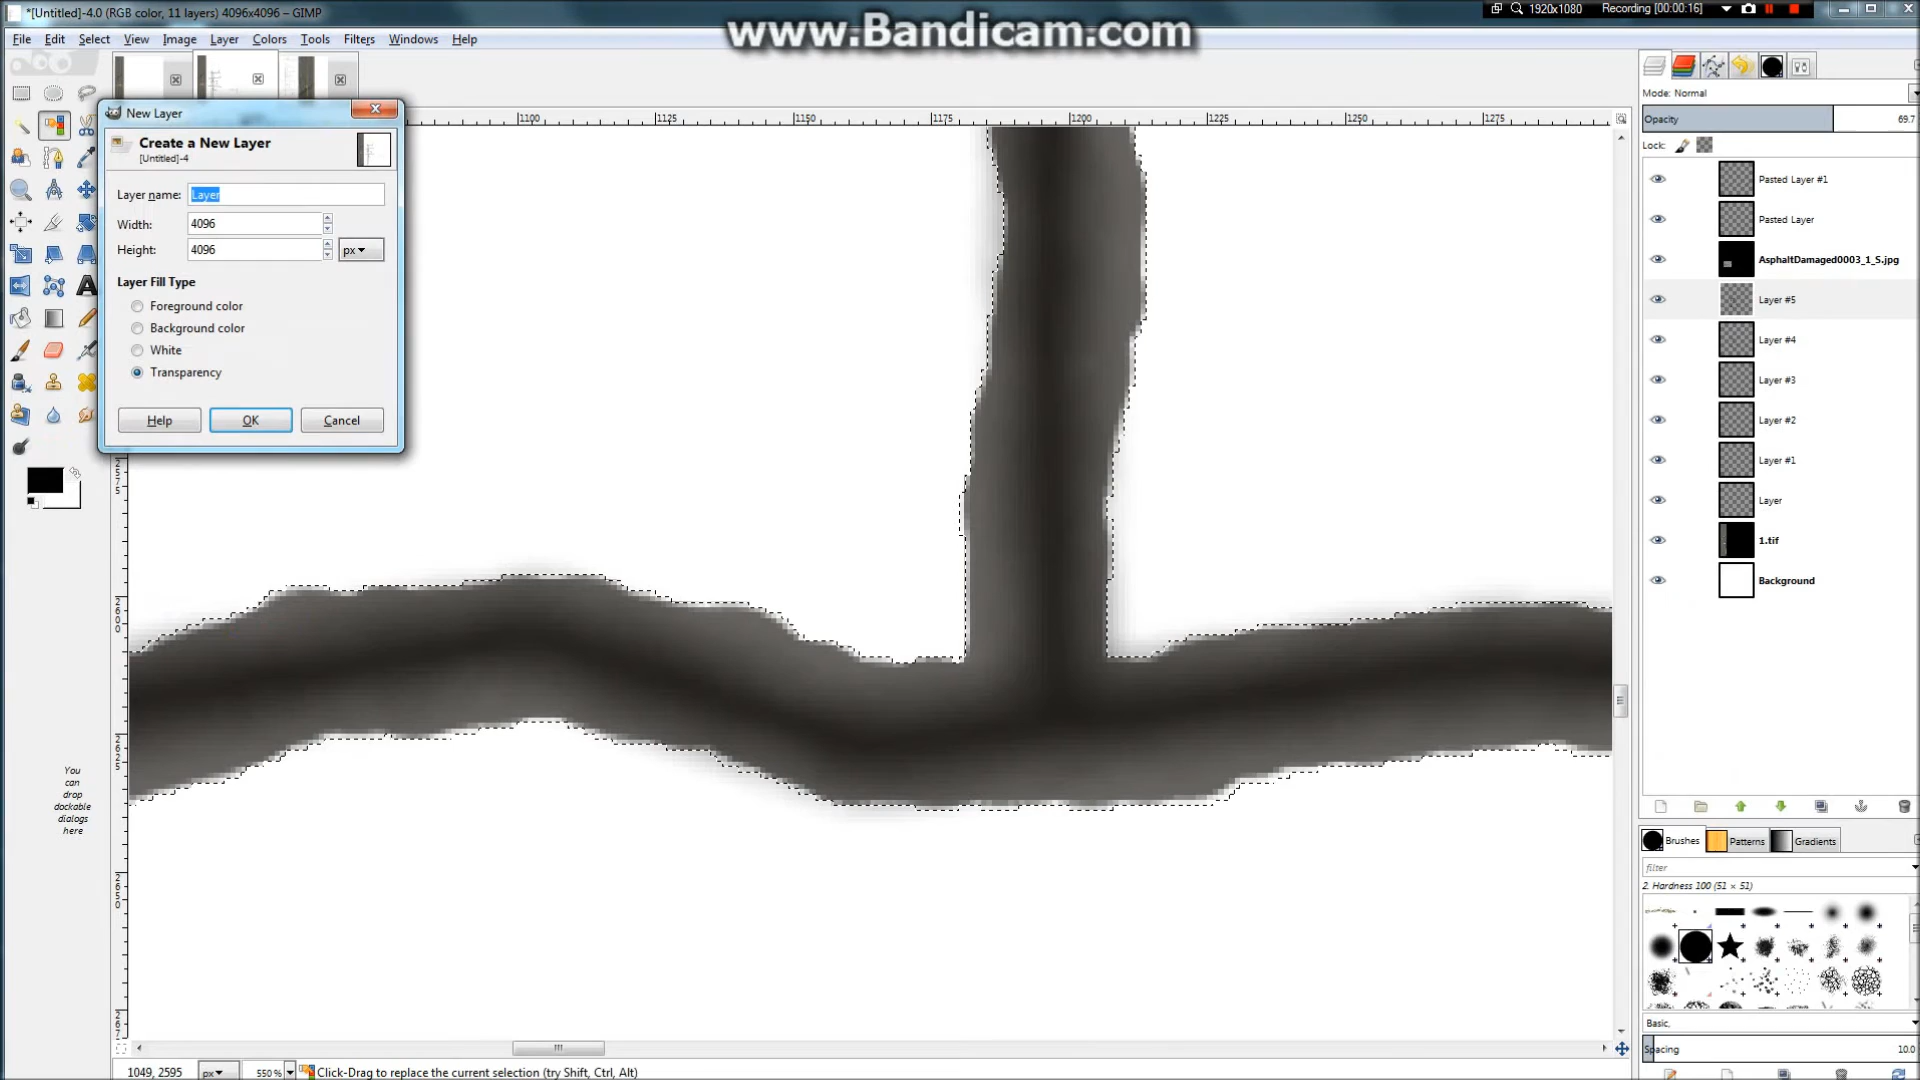 *[Untitled]-4.0 (RGB color, 11 layers) 4096x4096 – GIMP
www.Bandicam.com
1920x1080
Recording [00:00:16]
File Edit Select View Image Layer Colors Tools Filters Windows Help
New Layer
Create a New Layer
[Untitled]-4
Layer name: Layer
Width: 4096
Height: 4096 px
Layer Fill Type
Foreground color
Background color
White
Transparency
Help OK Cancel
1100 1125 1150 1175 1200 1225 1250 1275
2575
2600
2625
2650
267
You
can
drop
dockable
dialogs
here
Mode: Normal
Opacity 69.7
Lock:
Pasted Layer #1
Pasted Layer
AsphaltDamaged0003_1_S.jpg
Layer #5
Layer #4
Layer #3
Layer #2
Layer #1
Layer
1.tif
Background
Brushes Patterns Gradients
filter
2. Hardness 100 (51 × 51)
Basic,
Spacing 10.0
1049, 2595 px 550 % Click-Drag to replace the current selection (try Shift, Ctrl, Alt)